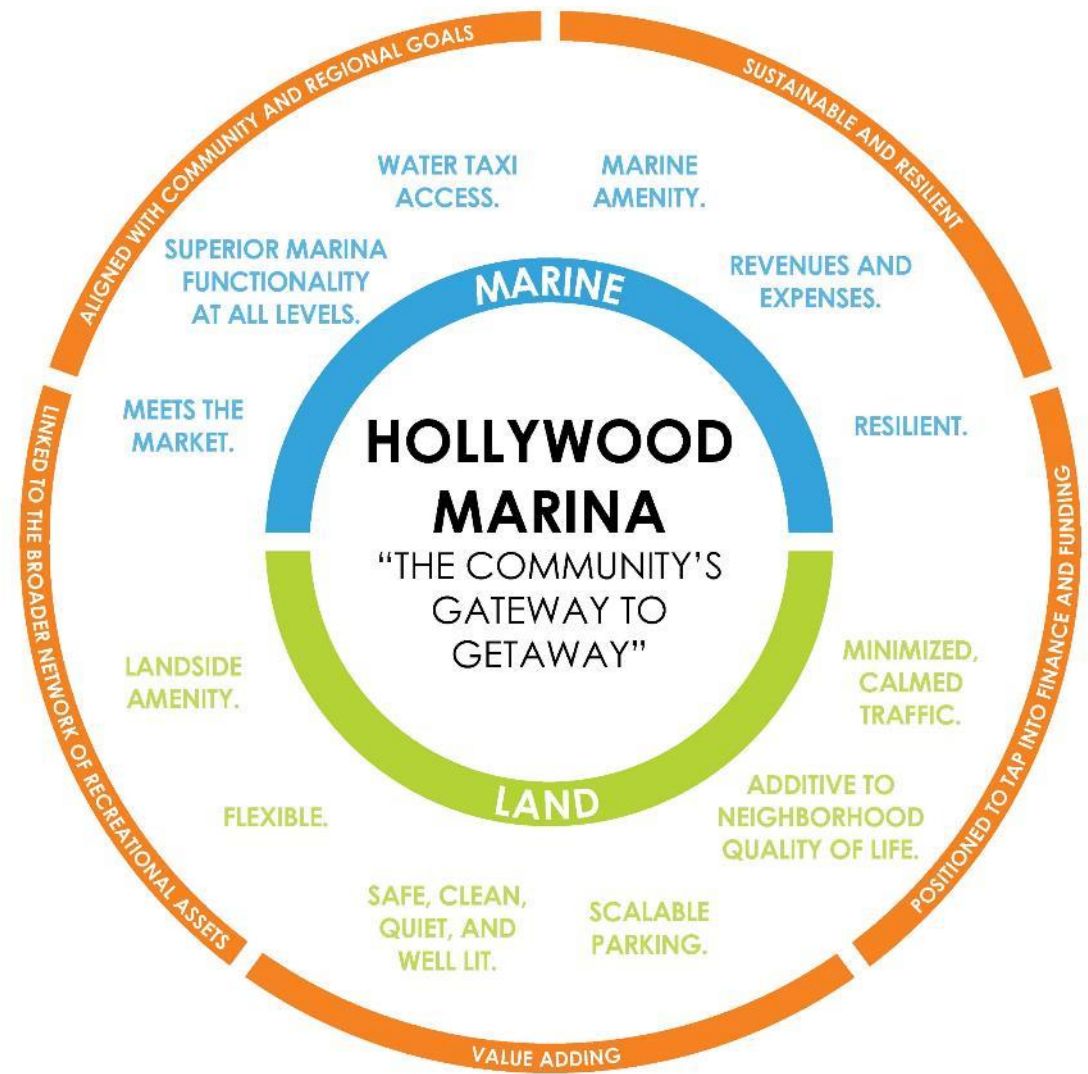 ALIGNED WITH COMMUNITY AND REGIONAL GOALS
SUSTAINABLE AND RESILIENT
WATER TAXI
ACCESS.
MARINE
AMENITY.
SUPERIOR MARINA
FUNCTIONALITY
AT ALL LEVELS.
REVENUES AND
EXPENSES.
MARINE
MEETS THE
MARKET.
RESILIENT.
HOLLYWOOD
MARINA
“THE COMMUNITY’S
GATEWAY TO
GETAWAY”
LINKED TO THE BROADER NETWORK OF RECREATIONAL ASSETS
POSITIONED TO TAP INTO FINANCE AND FUNDING
LANDSIDE
AMENITY.
MINIMIZED,
CALMED
TRAFFIC.
LAND
FLEXIBLE.
ADDITIVE TO
NEIGHBORHOOD
QUALITY OF LIFE.
SAFE, CLEAN,
QUIET, AND
WELL LIT.
SCALABLE
PARKING.
VALUE ADDING